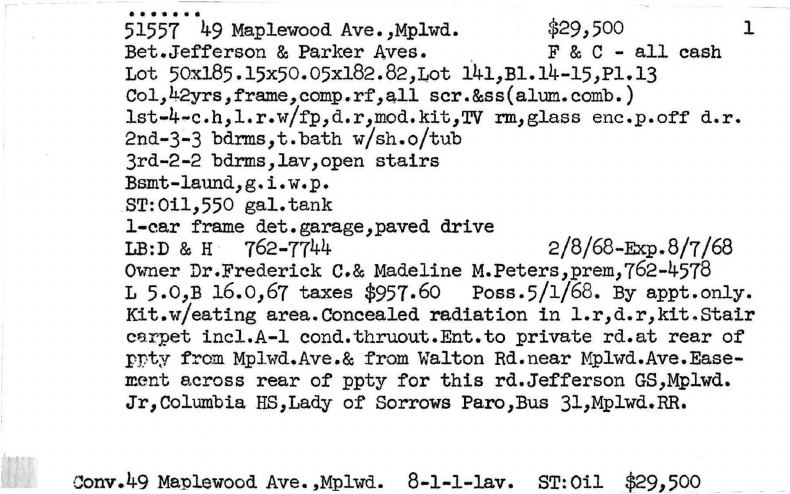 51557 49 Maplewood Ave.,Mplwd. $29,500 1
Bet.Jefferson & Parker Aves. F & C - all cash
Lot 50x185.15x50.05x182.82,Lot 141,Bl.14-15,Pl.13
Col,42yrs,frame,comp.rf,all scr.&ss(alum.comb.)
1st-4-c.h,l.r.w/fp,d.r,mod.kit,TV rm,glass enc.p.off d.r.
2nd-3-3 bdrms,t.bath w/sh.o/tub
3rd-2-2 bdrms,lav,open stairs
Bsmt-laund,g.i.w.p.
ST:Oil,550 gal.tank
1-car frame det.garage,paved drive
LB:D & H 762-7744 2/8/68-Exp.8/7/68
Owner Dr.Frederick C.& Madeline M.Peters,prem,762-4578
L 5.0,B 16.0,67 taxes $957.60 Poss.5/1/68. By appt.only.
Kit.w/eating area.Concealed radiation in l.r,d.r,kit.Stair
carpet incl.A-1 cond.thruout.Ent.to private rd.at rear of
ppty from Mplwd.Ave.& from Walton Rd.near Mplwd.Ave.Ease-
ment across rear of ppty for this rd.Jefferson GS,Mplwd.
Jr,Columbia HS,Lady of Sorrows Paro,Bus 31,Mplwd.RR.
Conv.49 Maplewood Ave.,Mplwd. 8-1-1-lav. ST:Oil $29,500